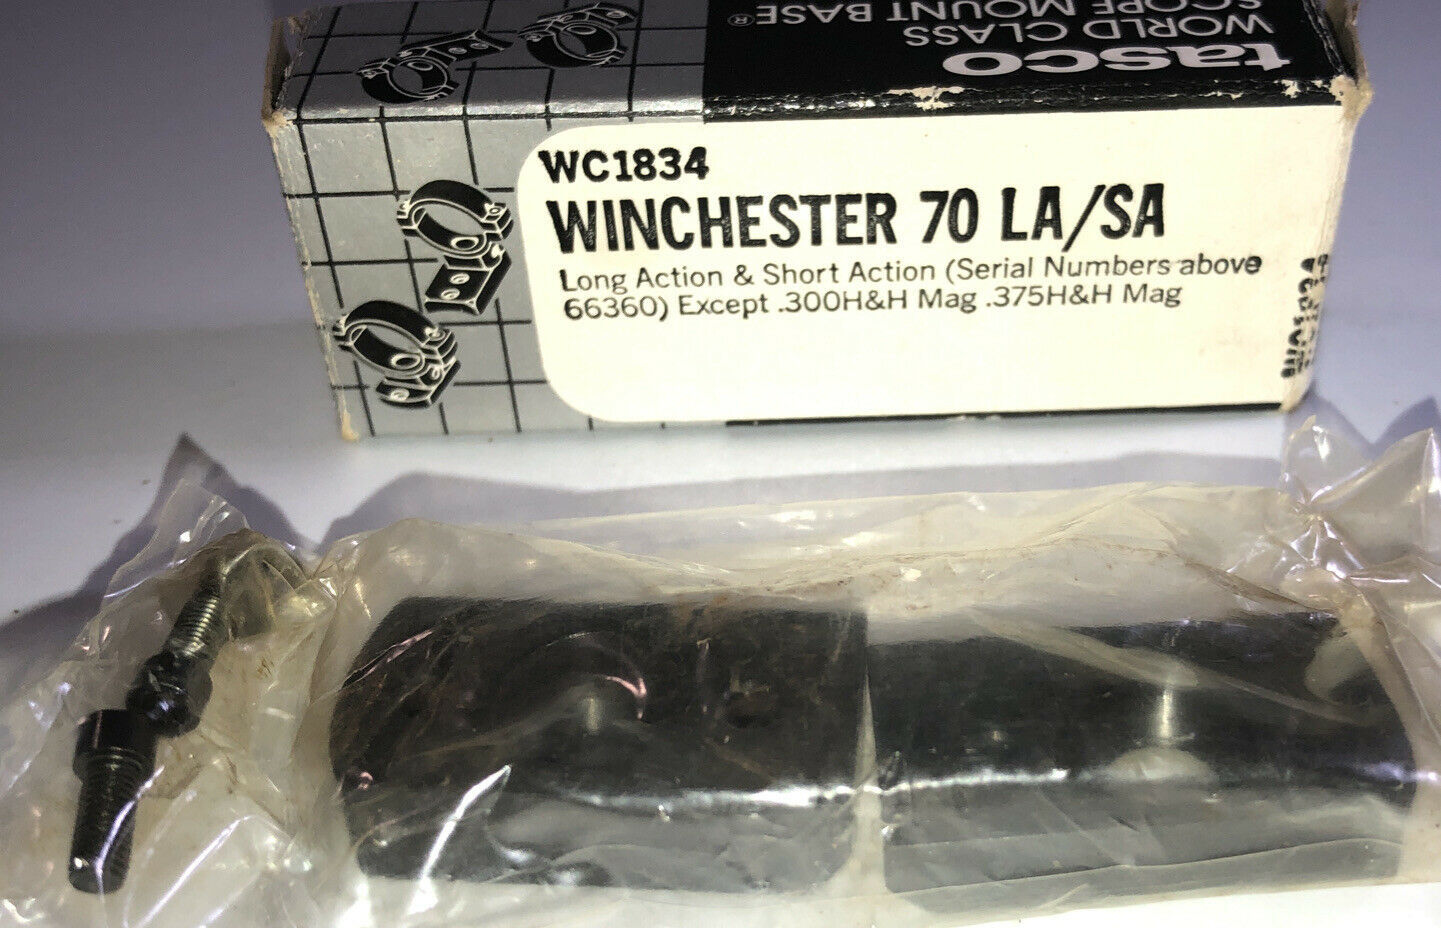 tasco
WORLD CLASS
SCOPE MOUNT BASE®
WC1834
WINCHESTER 70 LA/SA
Long Action & Short Action (Serial Numbers above
66360) Except .300H&H Mag .375H&H Mag